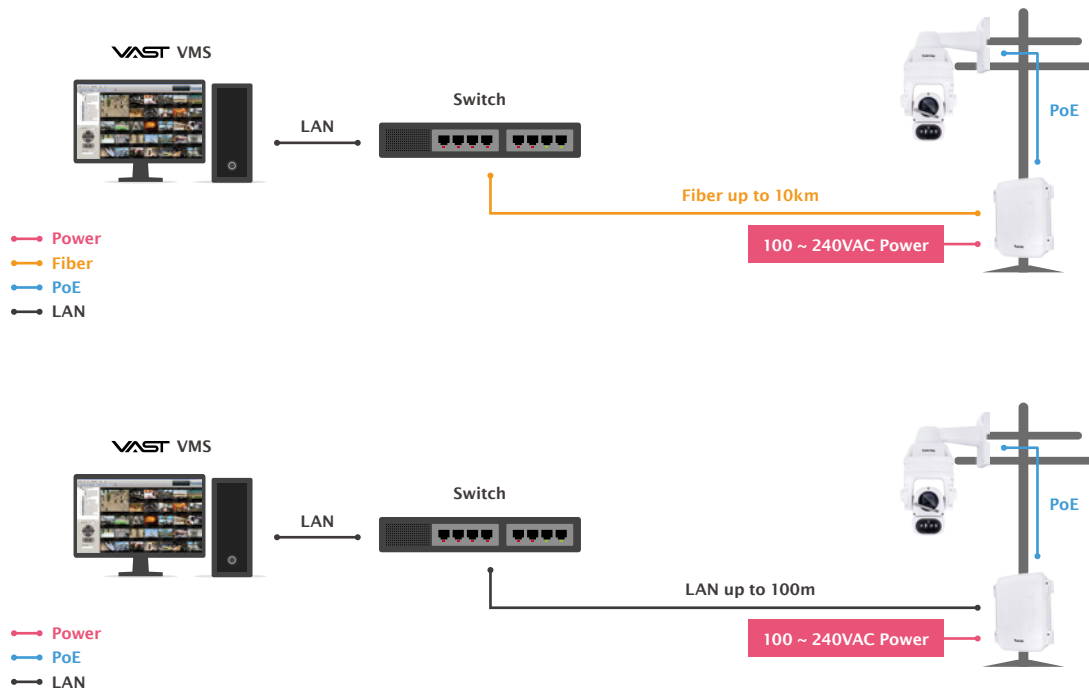 VAST VMS
Switch
LAN
PoE
Fiber up to 10km
100 ~ 240VAC Power
Power
Fiber
PoE
LAN
VAST VMS
Switch
LAN
PoE
LAN up to 100m
100 ~ 240VAC Power
Power
PoE
LAN